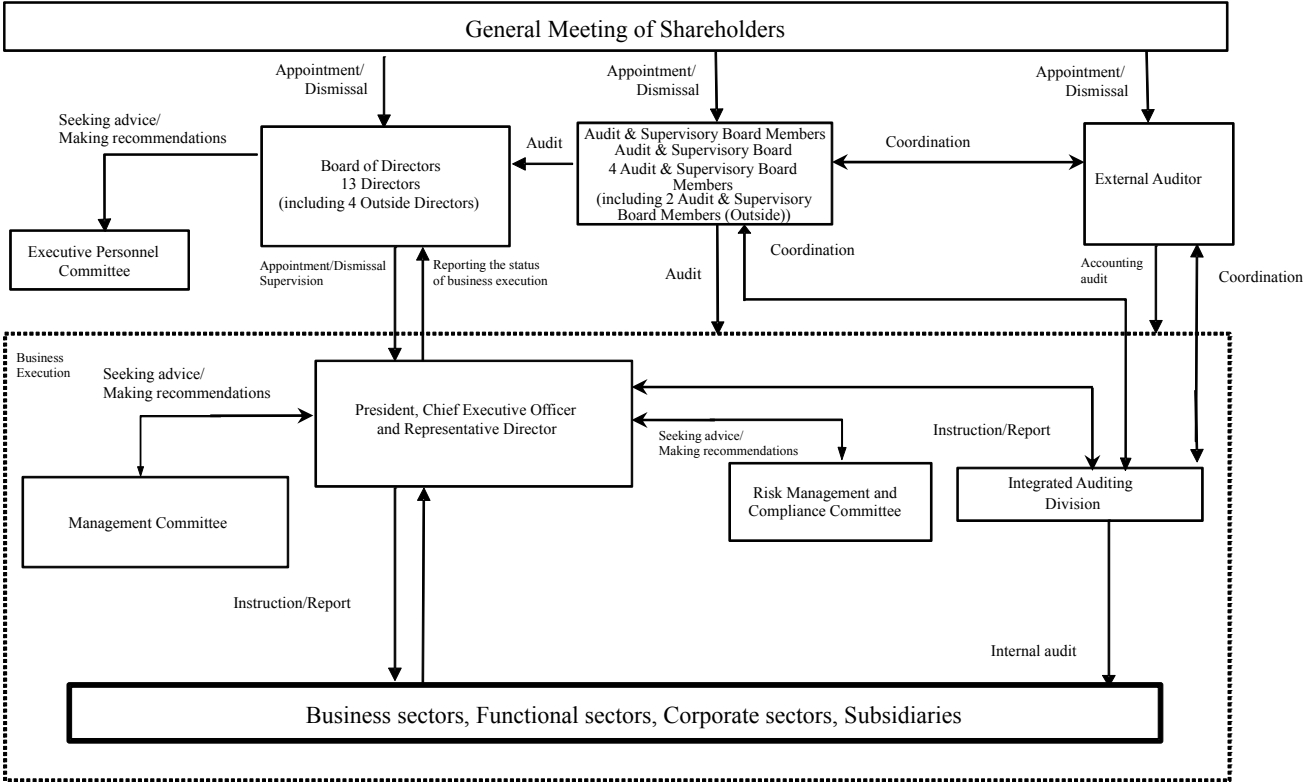 General Meeting of Shareholders
Appointment/
Dismissal
Appointment/
Dismissal
Appointment/
Dismissal
Seeking advice/
Making recommendations
Board of Directors
13 Directors
(including 4 Outside Directors)
Audit
Audit & Supervisory Board Members
Audit & Supervisory Board
4 Audit & Supervisory Board
Members
(including 2 Audit & Supervisory
Board Members (Outside))
Coordination
External Auditor
Executive Personnel
Committee
Appointment/Dismissal
Supervision
Reporting the status
of business execution
Audit
Coordination
Accounting
audit
Coordination
Business
Execution
Seeking advice/
Making recommendations
President, Chief Executive Officer
and Representative Director
Seeking advice/
Making recommendations
Instruction/Report
Management Committee
Risk Management and
Compliance Committee
Integrated Auditing
Division
Instruction/Report
Internal audit
Business sectors, Functional sectors, Corporate sectors, Subsidiaries